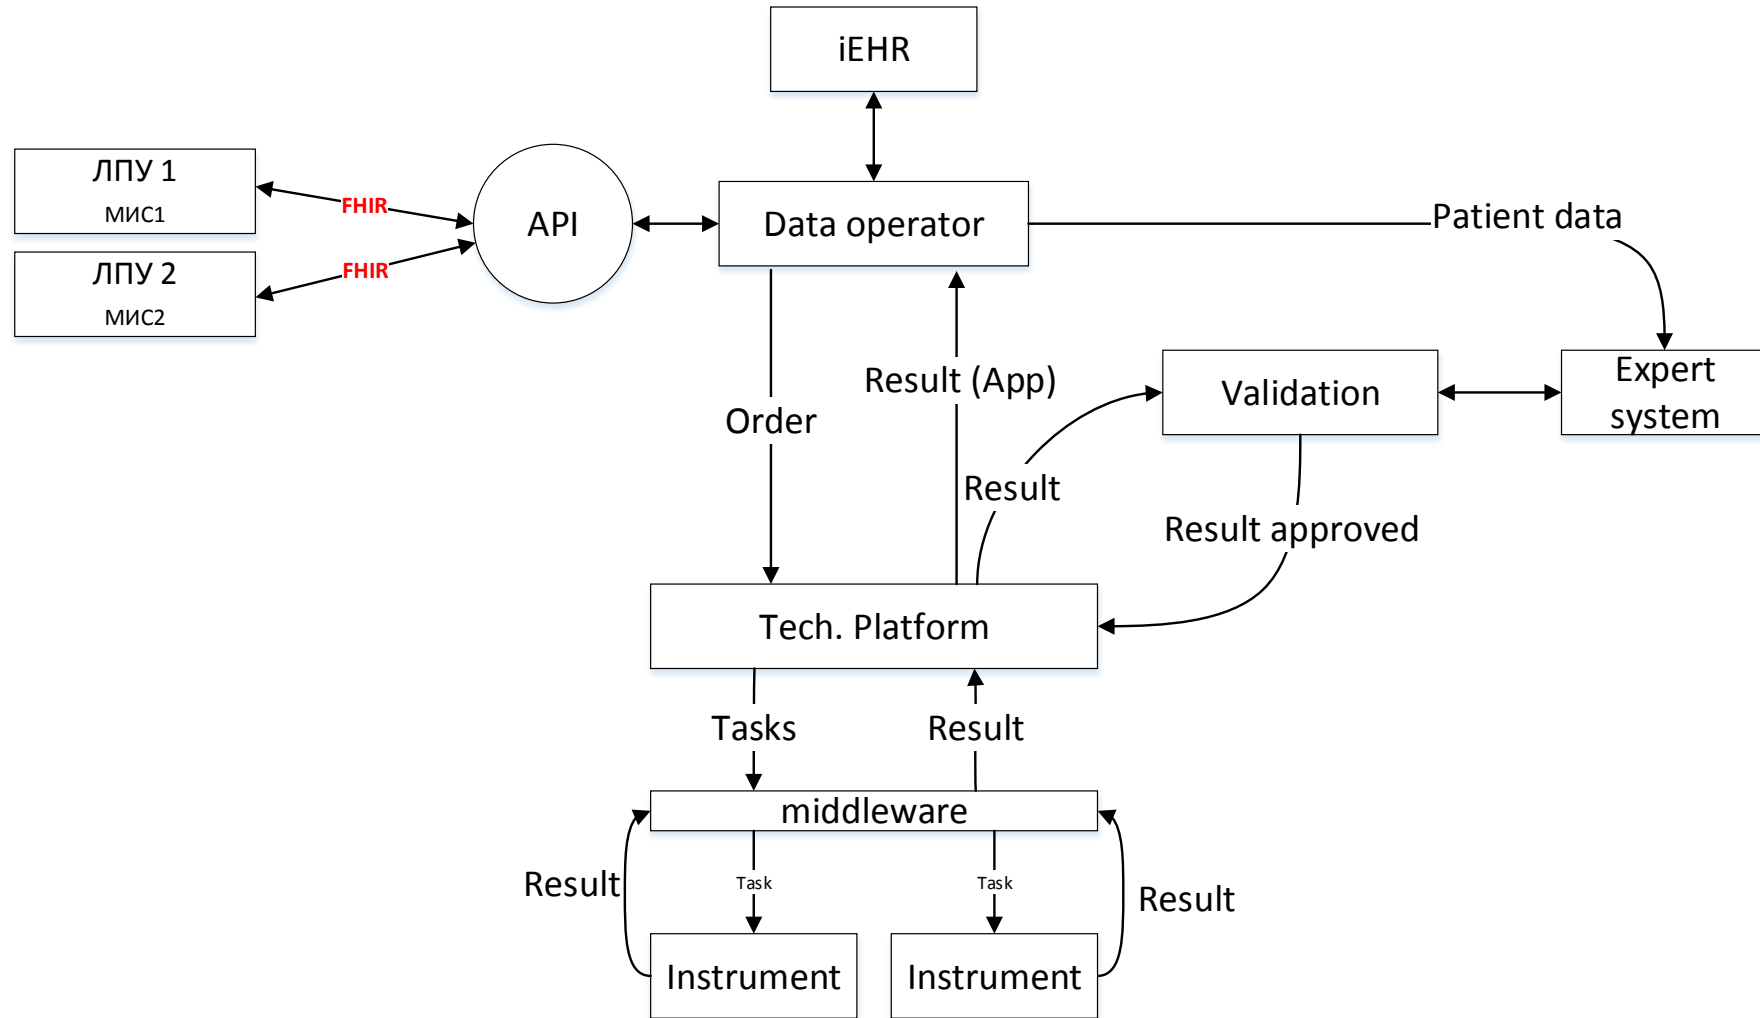 iEHR
ЛПУ 1
МИС1
FHIR
API
Data operator
Patient data
ЛПУ 2
МИС2
FHIR
Result (App)
Order
Validation
Expert
system
Result
Result approved
Tech. Platform
Tasks
Result
middleware
Result
Task
Task
Result
Instrument
Instrument